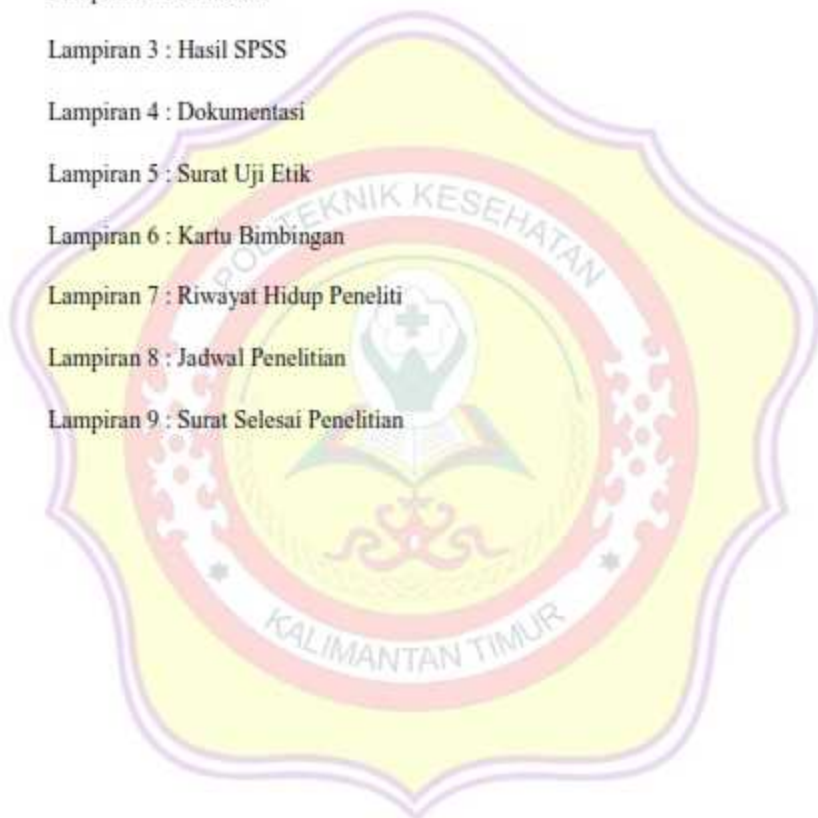 Lampiran 3 : Hasil SPSS
Lampiran 4 : Dokumentasi
Lampiran 5 : Surat Uji Etik
Lampiran 6 : Kartu Bimbingan
Lampiran 7 : Riwayat Hidup Peneliti
Lampiran 8 : Jadwal Penelitian
Lampiran 9 : Surat Selesai Penelitian
POLITEKNIK KESEHATAN
KALIMANTAN TIMUR